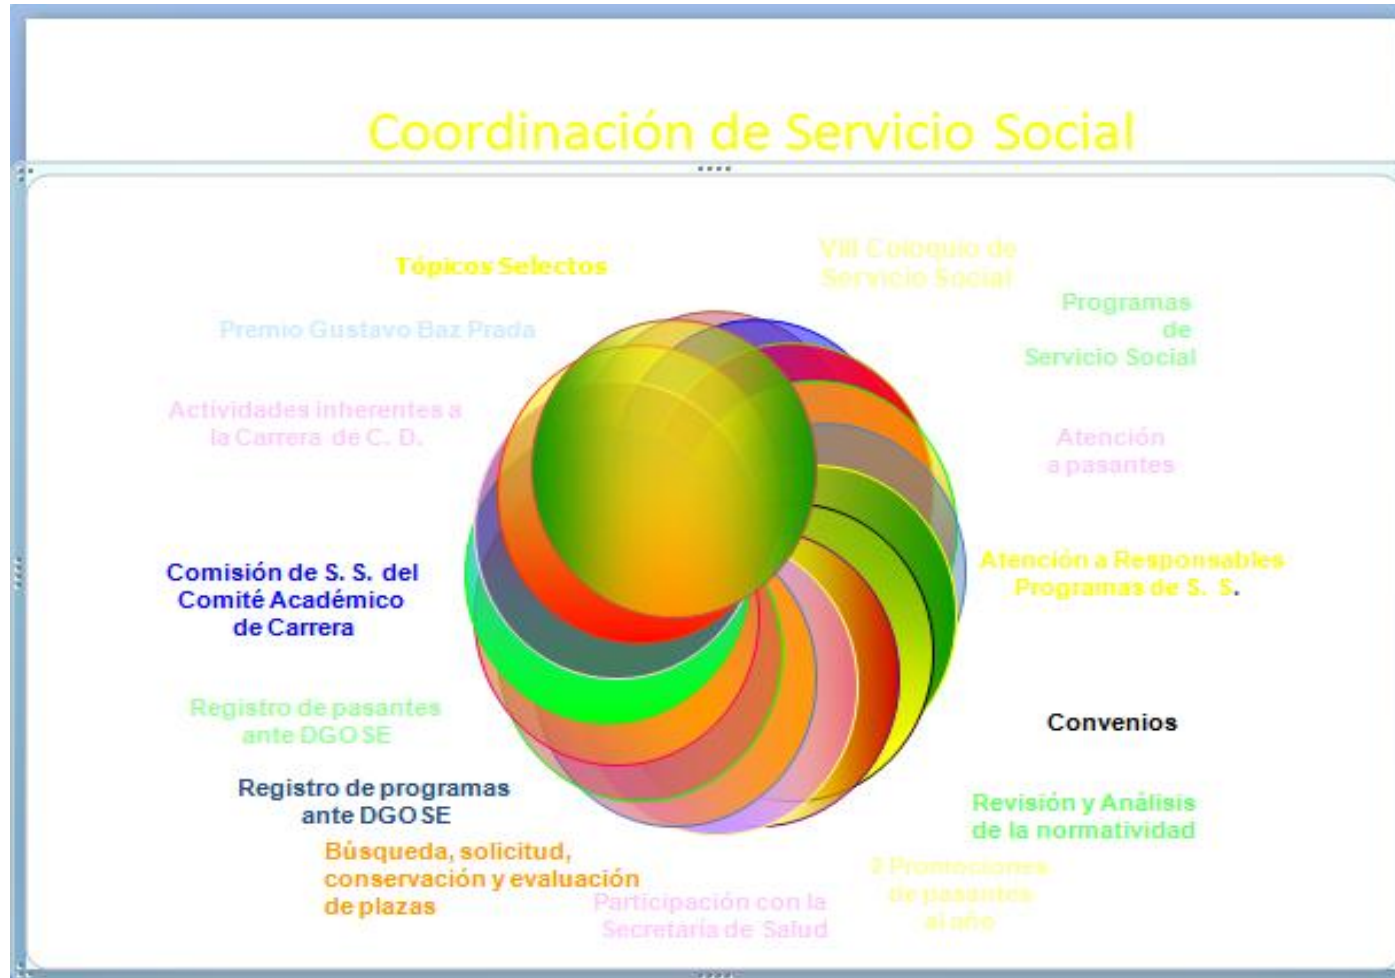 Coordinación de Servicio Social
Tópicos Selectos
VIII Coloquio de
Servicio Social
Programas
de
Servicio Social
Premio Gustavo Baz Prada
Actividades inherentes a
la Carrera de C. D.
Atención
a pasantes
Comisión de S. S. del
Comité Académico
de Carrera
Atención a Responsables
Programas de S. S.
Registro de pasantes
ante DGOSE
Convenios
Registro de programas
ante DGOSE
Revisión y Análisis
de la normatividad
Búsqueda, solicitud,
conservación y evaluación
de plazas
Participación con la
Secretaría de Salud
Promociones
de pasantes
al año